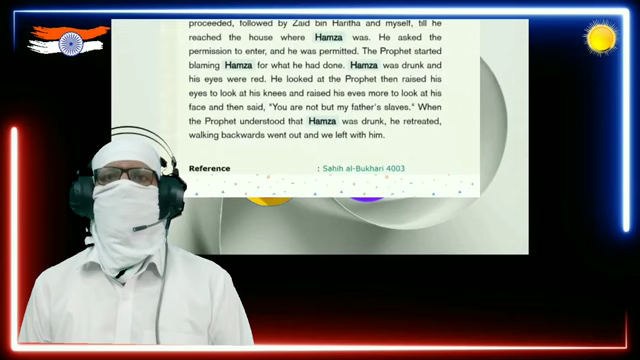 proceeded, followed by Zaid bin Haritha and myself, till he
reached the house where Hamza was. He asked the
permission to enter, and he was permitted. The Prophet started
blaming Hamza for what he had done. Hamza was drunk and
his eyes were red. He looked at the Prophet then raised his
eyes to look at his knees and raised his eves more to look at his
face and then said, "You are not but my father's slaves." When
the Prophet understood that Hamza was drunk, he retreated,
walking backwards went out and we left with him.
Reference : Sahih al-Bukhari 4003